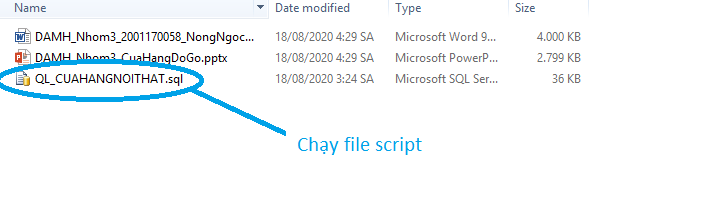 Name Date modified Type Size
DAMH_Nhom3_2001170058_NongNgoc... 18/08/2020 4:29 SA Microsoft Word 9... 4.000 KB
DAMH_Nhom3_CuaHangDoGo.pptx 18/08/2020 4:29 SA Microsoft PowerP... 2.799 KB
QL_CUAHANGNOITHAT.sql 18/08/2020 3:24 SA Microsoft SQL Ser... 36 KB
Chạy file script